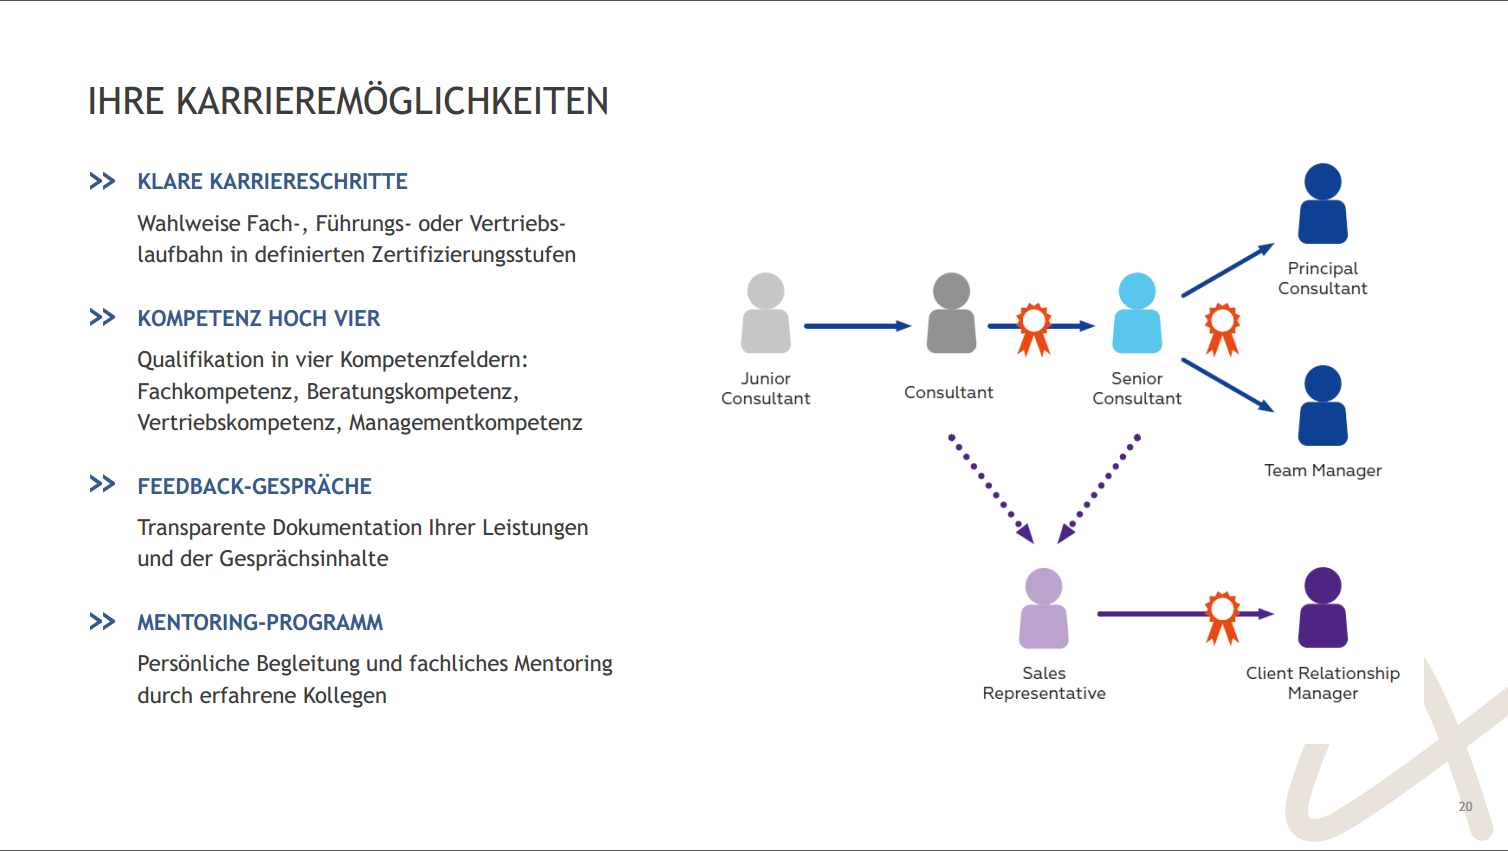 IHRE KARRIEREMÖGLICHKEITEN
>> KLARE KARRIERESCHRITTE
Wahlweise Fach-, Führungs- oder Vertriebs-
laufbahn in definierten Zertifizierungsstufen
>> KOMPETENZ HOCH VIER
Qualifikation in vier Kompetenzfeldern:
Fachkompetenz, Beratungskompetenz,
Vertriebskompetenz, Managementkompetenz
>> FEEDBACK-GESPRÄCHE
Transparente Dokumentation Ihrer Leistungen
und der Gesprächsinhalte
>> MENTORING-PROGRAMM
Persönliche Begleitung und fachliches Mentoring
durch erfahrene Kollegen
Junior
Consultant
Consultant
Senior
Consultant
Principal
Consultant
Team Manager
Sales
Representative
Client Relationship
Manager
20